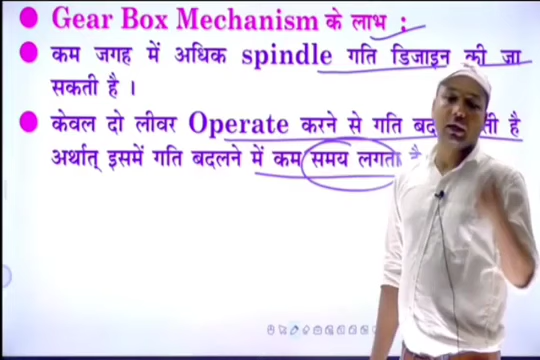 Gear Box Mechanism के लाभ :
कम जगह में अधिक spindle गति डिजाइन की जा
सकती है ।
केवल दो लीवर Operate करने से गति है
अर्थात् इसमें गति बदलने में कम समय लगता है